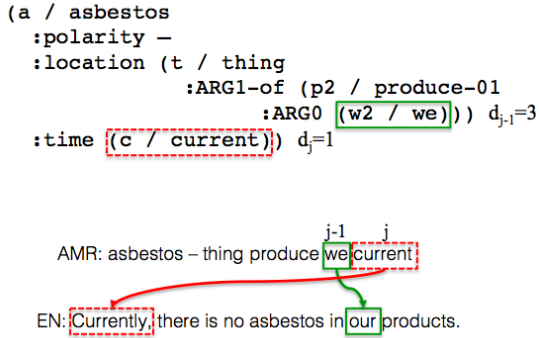 (a / asbestos
:polarity –
:location (t / thing
:ARG1-of (p2 / produce-01
:ARG0 (w2 / we))) dj-1=3
:time (c / current)) dj=1
j-1 j
AMR: asbestos – thing produce we current
EN: Currently, there is no asbestos in our products.